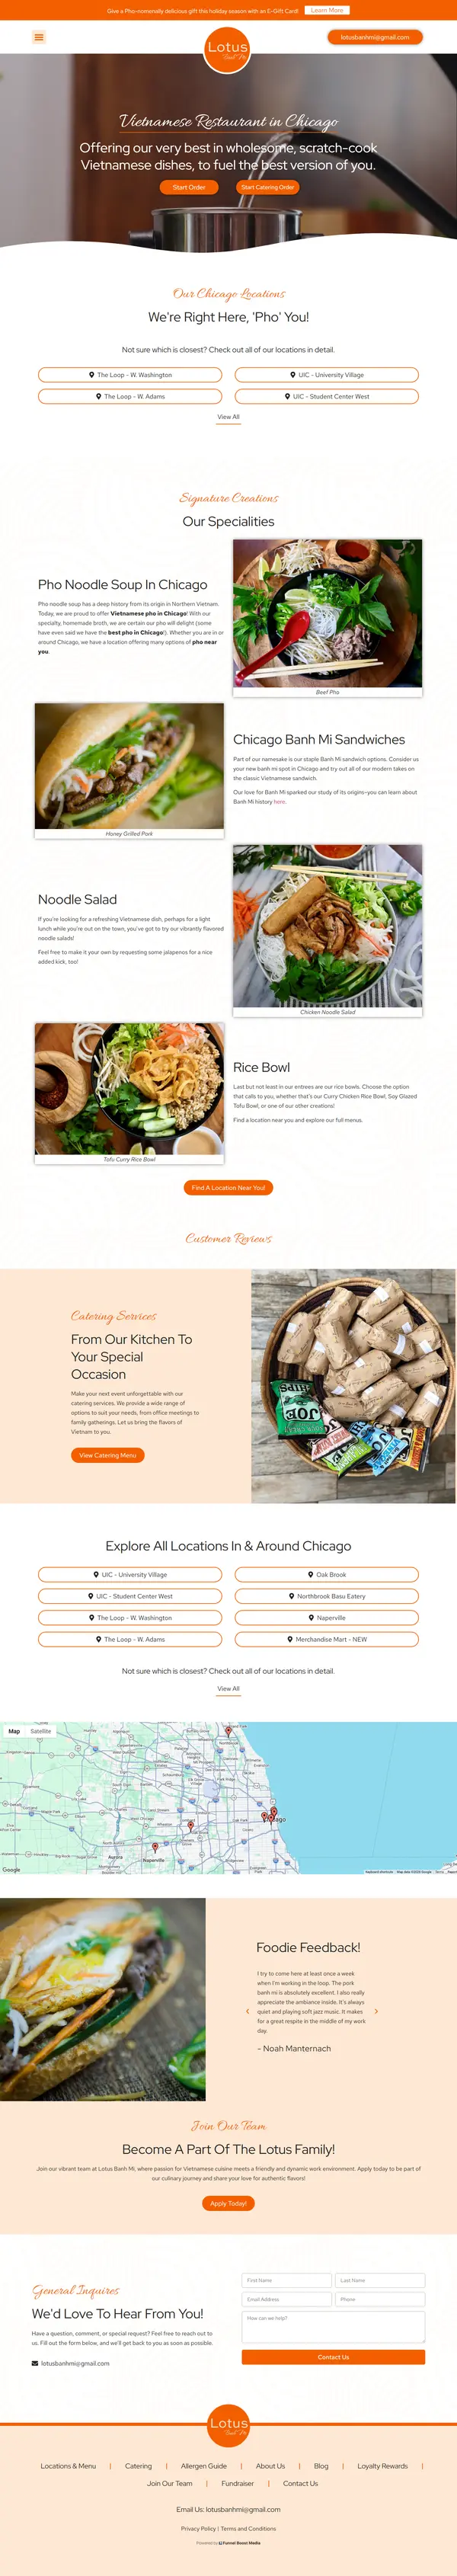 Give a Pho-nomenally delicious gift this holiday season with an E-Gift Card!
Learn More
Lotus
Banh Mi
lotusbanhmi@gmail.com
Vietnamese Restaurant in Chicago
Offering our very best in wholesome, scratch-cook
Vietnamese dishes, to fuel the best version of you.
Start Order
Start Catering Order
Our Chicago Locations
We're Right Here, 'Pho' You!
Not sure which is closest? Check out all of our locations in detail.
The Loop - W. Washington
UIC - University Village
The Loop - W. Adams
UIC - Student Center West
View All
Signature Creations
Our Specialities
Pho Noodle Soup In Chicago
Pho noodle soup has a deep history from its origin in Northern Vietnam.
Today, we are proud to offer Vietnamese pho in Chicago! With our
specialty, homemade broth, we are certain our pho will delight (some
have even said we have the best pho in Chicago!). Whether you are in or
around Chicago, we have a location offering many options of pho near
you.
Beef Pho
Honey Grilled Pork
Chicago Banh Mi Sandwiches
Part of our namesake is our staple Banh Mi sandwich options. Consider us
your new banh mi spot in Chicago and try out all of our modern takes on
the classic Vietnamese sandwich.
Our love for Banh Mi sparked our study of its origins–you can learn about
Banh Mi history here.
Noodle Salad
If you're looking for a refreshing Vietnamese dish, perhaps for a light
lunch while you're out on the town, you've got to try our vibrantly flavored
noodle salads!
Feel free to make it your own by requesting some jalapenos for a nice
added kick, too!
Chicken Noodle Salad
Tofu Curry Rice Bowl
Rice Bowl
Last but not least in our entrees are our rice bowls. Choose the option
that calls to you, whether that's our Curry Chicken Rice Bowl, Soy Glazed
Tofu Bowl, or one of our other creations!
Find a location near you and explore our full menus.
Find A Location Near You!
Customer Reviews
Catering Services
From Our Kitchen To
Your Special
Occasion
Make your next event unforgettable with our
catering services. We provide a wide range of
options to suit your needs, from office meetings to
family gatherings. Let us bring the flavors of
Vietnam to you.
View Catering Menu
JOE
CHIPS
Explore All Locations In & Around Chicago
UIC - University Village
Oak Brook
UIC - Student Center West
Northbrook Basu Eatery
The Loop - W. Washington
Naperville
The Loop - W. Adams
Merchandise Mart - NEW
Not sure which is closest? Check out all of our locations in detail.
View All
Map
Satellite
Aurora
Naperville
Google
Foodie Feedback!
I try to come here at least once a week
when I'm working in the loop. The pork
banh mi is absolutely excellent. I also really
appreciate the ambiance inside. It's always
quiet and playing soft jazz music. It makes
for a great respite in the middle of my work
day.
- Noah Manternach
Join Our Team
Become A Part Of The Lotus Family!
Join our vibrant team at Lotus Banh Mi, where passion for Vietnamese cuisine meets a friendly and dynamic work environment. Apply today to be part of
our culinary journey and share your love for authentic flavors!
Apply Today!
General Inquires
We'd Love To Hear From You!
Have a question, comment, or special request? Feel free to reach out to
us. Fill out the form below, and we'll get back to you as soon as possible.
lotusbanhmi@gmail.com
First Name
Last Name
Email Address
Phone
How can we help?
Contact Us
Lotus
Banh Mi
Locations & Menu | Catering | Allergen Guide | About Us | Blog | Loyalty Rewards |
Join Our Team | Fundraiser | Contact Us
Email Us: lotusbanhmi@gmail.com
Privacy Policy | Terms and Conditions
Powered by Funnel Boost Media